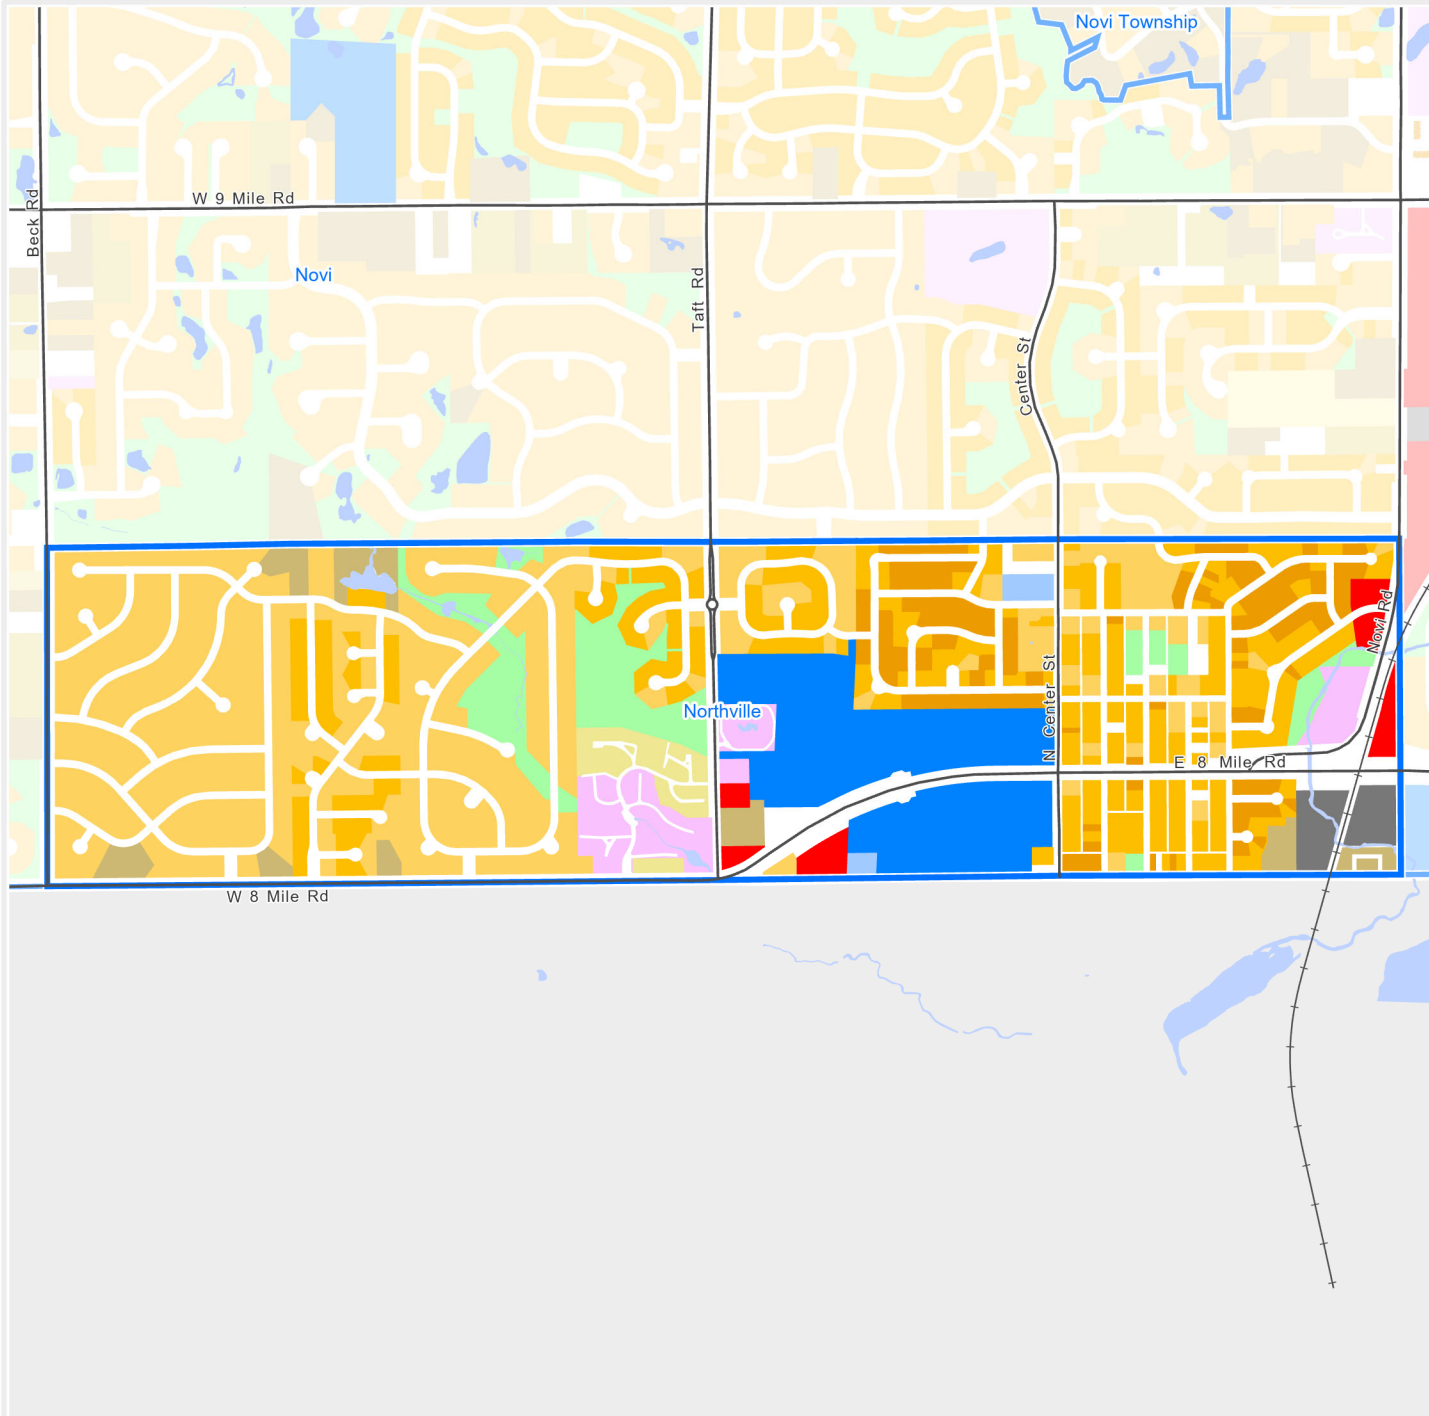 Novi Township
W 9 Mile Rd
Beck Rd
Novi
Taft Rd
Center St
Novi Rd
N Center St
Northville
E 8 Mile Rd
W 8 Mile Rd